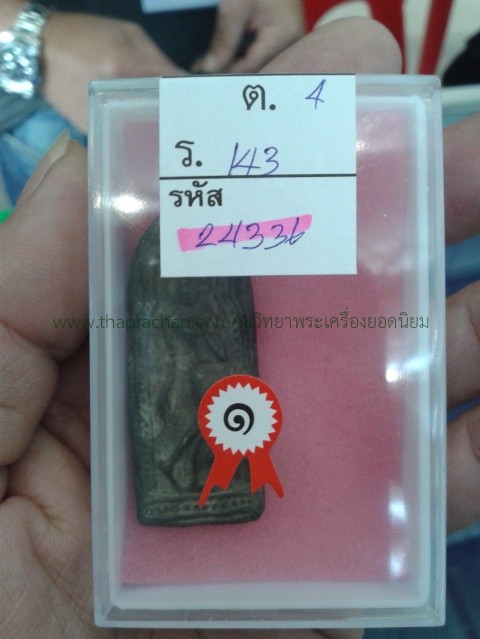 ต. 4
ร. 143
รหัส
24336
www.thaprachan.com/
วิทยาพระเครื่องยอดนิยม
๑